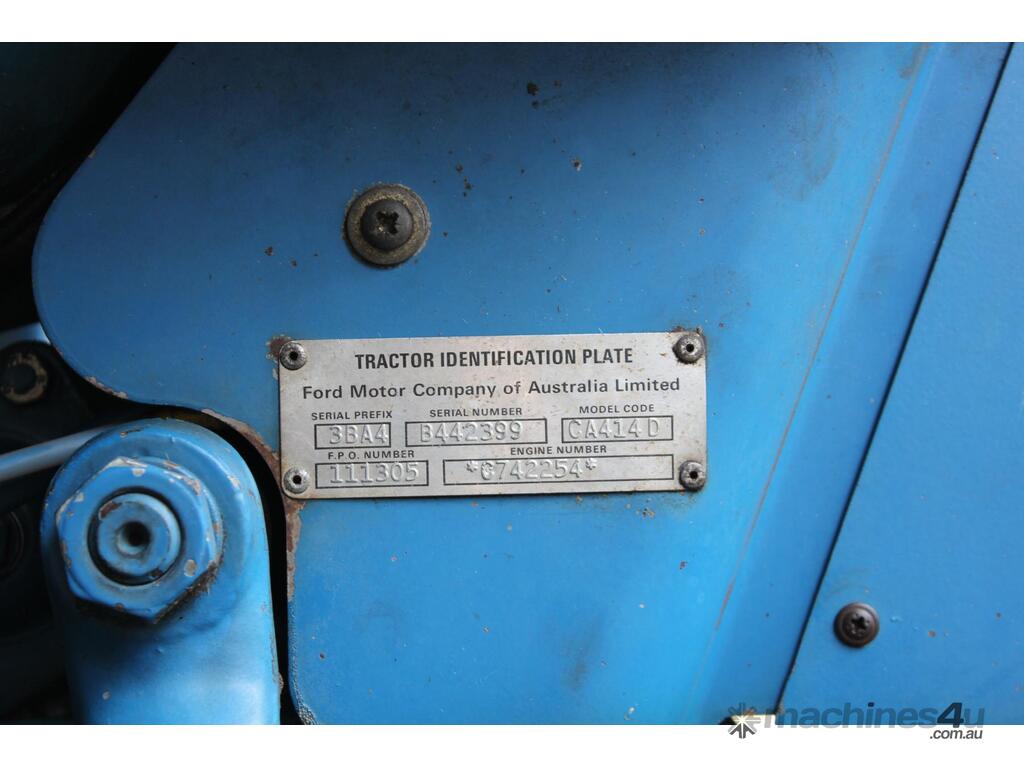 TRACTOR IDENTIFICATION PLATE
Ford Motor Company of Australia Limited
SERIAL PREFIX SERIAL NUMBER MODEL CODE
3BA4 B442399 CA414D
F.P.O. NUMBER ENGINE NUMBER
111305 *C742254*
machines4u
.com.au